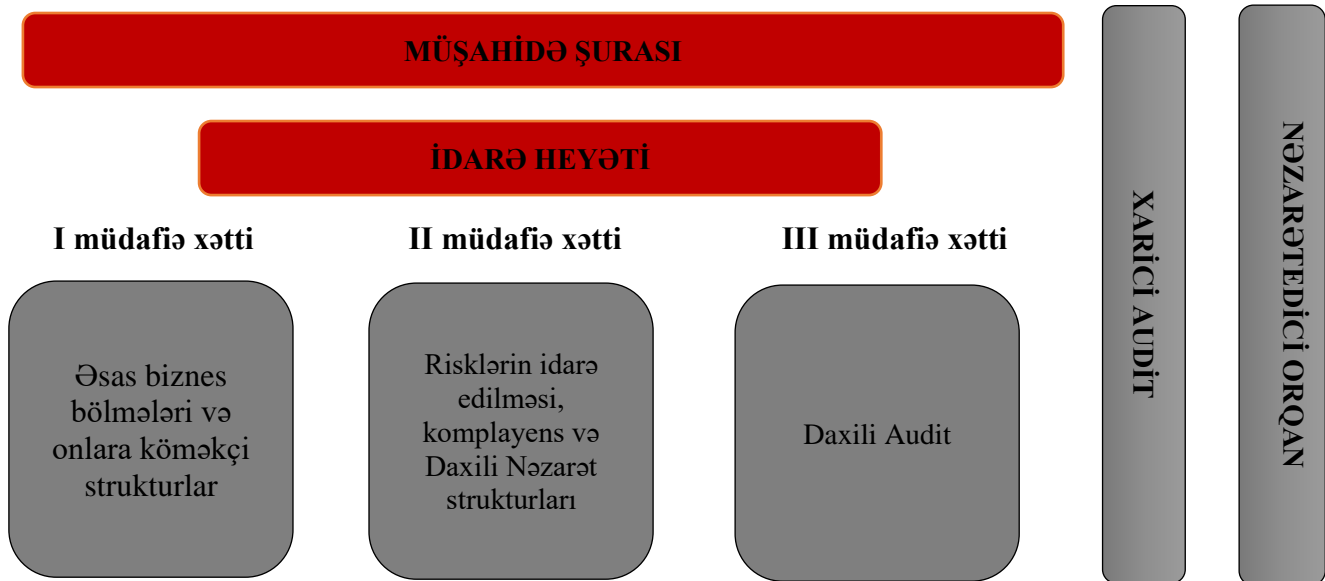 MÜŞAHİDƏ ŞURASI
İDARƏ HEYƏTİ
I müdafiə xətti
II müdafiə xətti
III müdafiə xətti
Əsas biznes
bölmələri və
onlara köməkçi
strukturlar
Risklərin idarə
edilməsi,
komplayens və
Daxili Nəzarət
strukturları
Daxili Audit
XARİCİ AUDİT
NƏZARƏTEDİCİ ORQAN